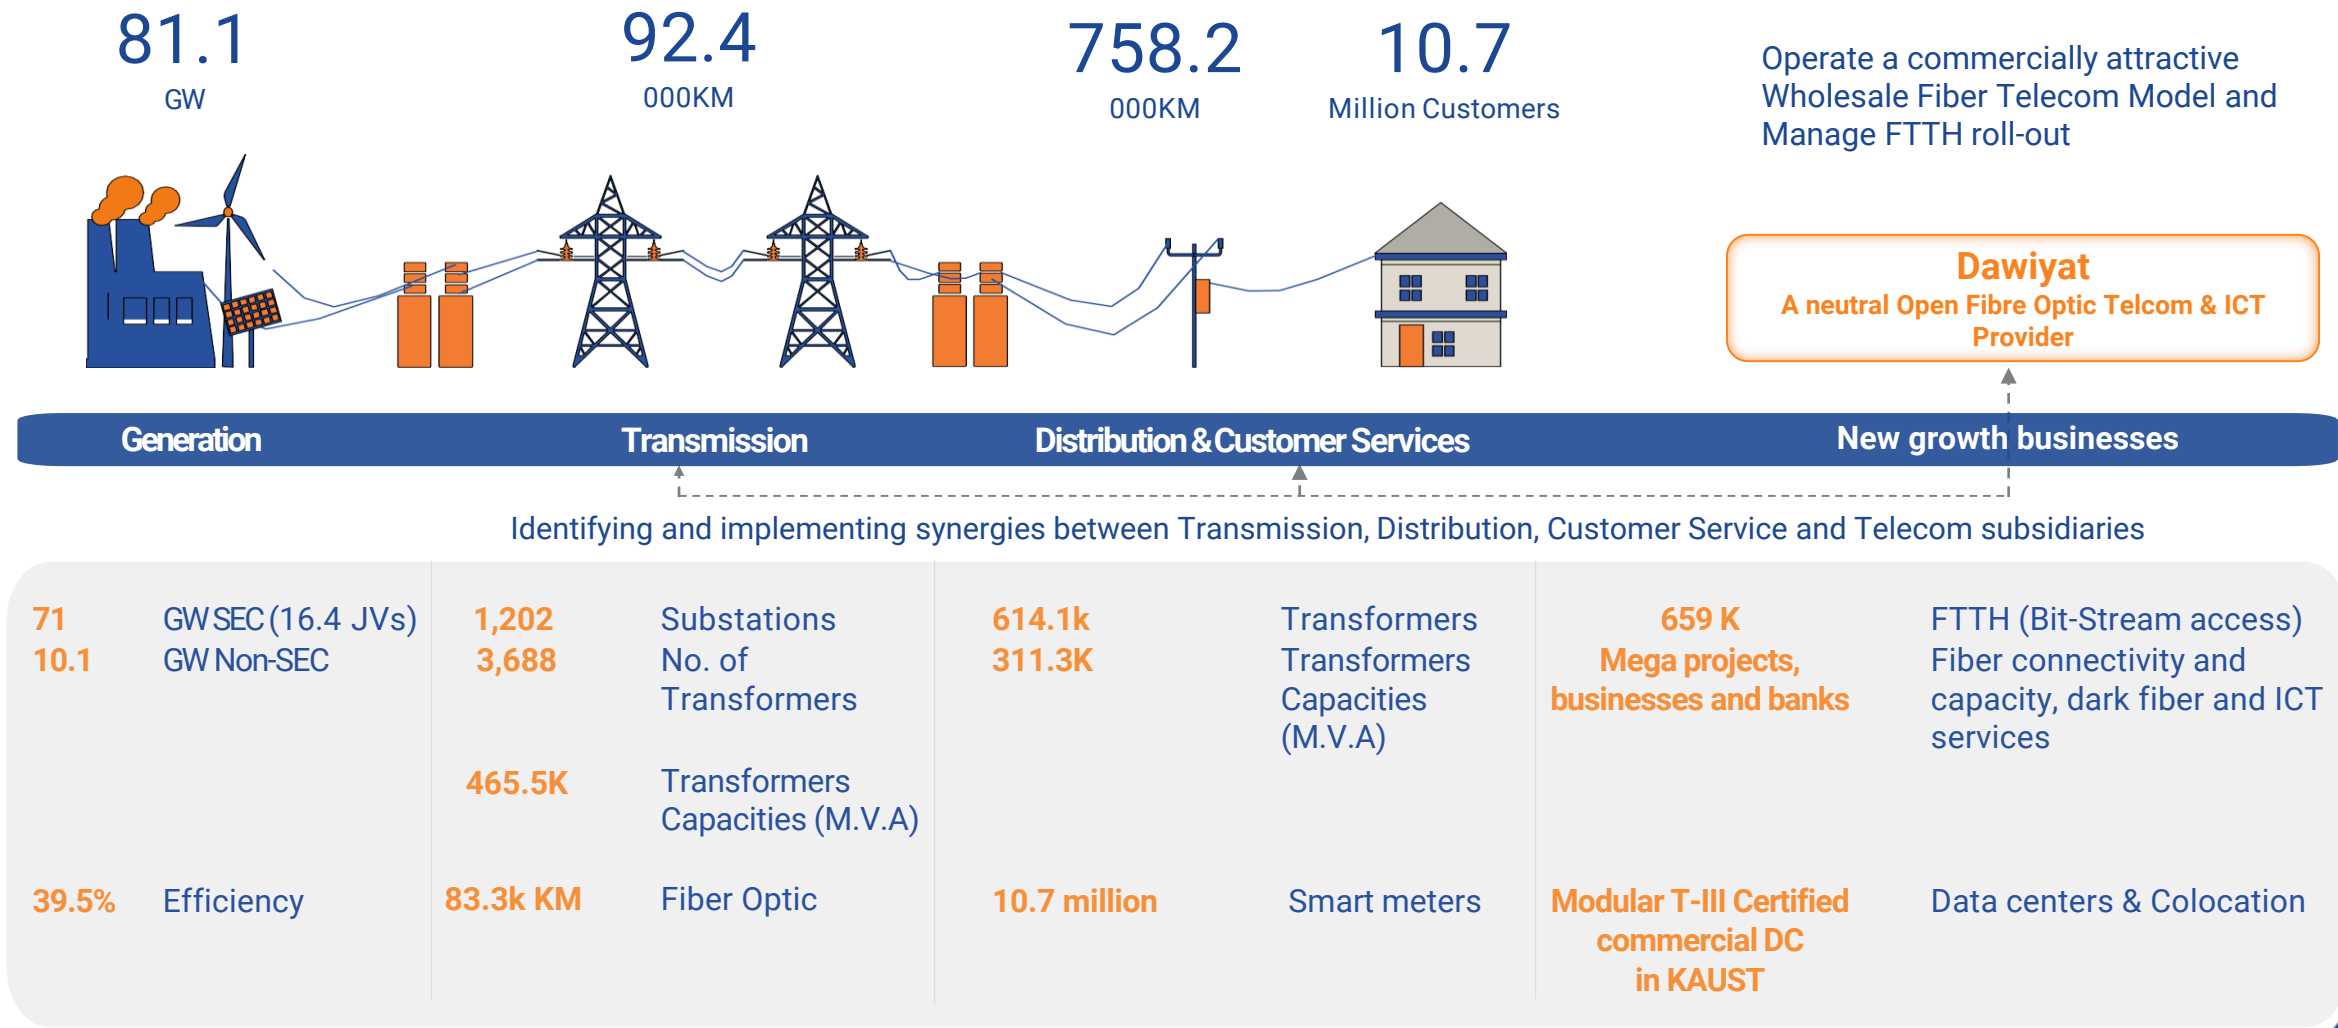 81.1
GW
92.4
000KM
758.2
000KM
10.7
Million Customers
Operate a commercially attractive
Wholesale Fiber Telecom Model and
Manage FTTH roll-out
Dawiyat
A neutral Open Fibre Optic Telcom & ICT
Provider
Generation
Transmission
Distribution & Customer Services
New growth businesses
Identifying and implementing synergies between Transmission, Distribution, Customer Service and Telecom subsidiaries
71 GW SEC (16.4 JVs)
10.1 GW Non-SEC
39.5% Efficiency
1,202 Substations
3,688 No. of
Transformers
465.5K Transformers
Capacities (M.V.A)
83.3k KM Fiber Optic
614.1k Transformers
311.3K Transformers
Capacities
(M.V.A)
10.7 million Smart meters
659 K FTTH (Bit-Stream access)
Mega projects, Fiber connectivity and
businesses and banks capacity, dark fiber and ICT
services
Modular T-III Certified Data centers & Colocation
commercial DC
in KAUST